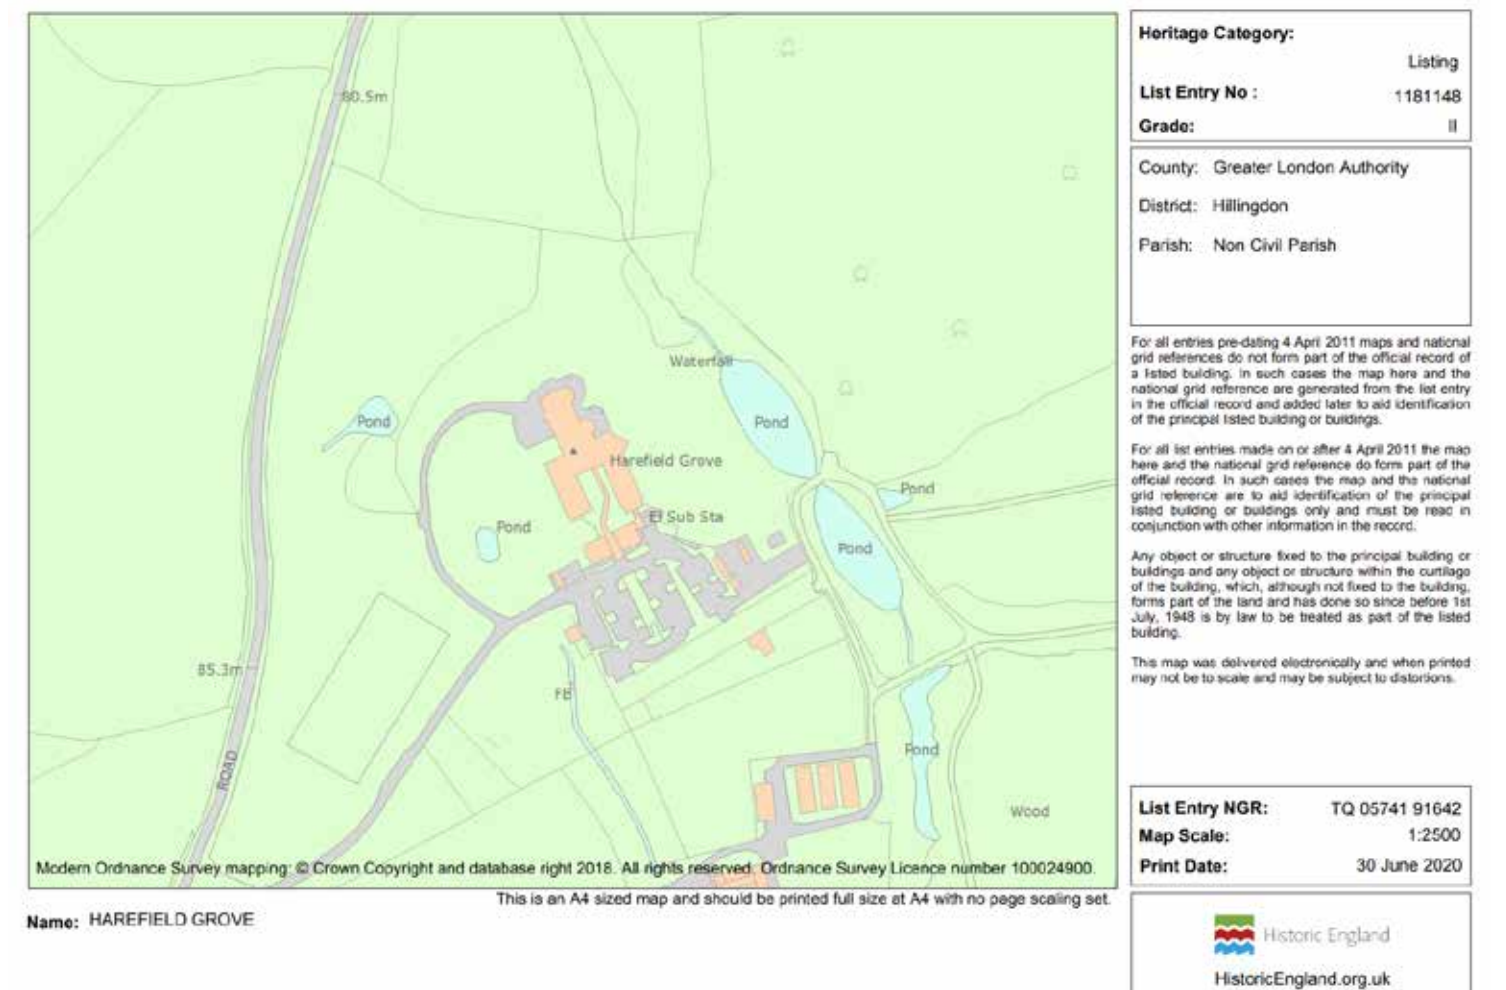 80.5m
Waterfall
Pond
Pond
Harefield Grove
Pond
El Sub Sta
Pond
Pond
85.3m
FB
ROAD
Pond
Wood
Modern Ordnance Survey mapping: © Crown Copyright and database right 2018. All rights reserved. Ordnance Survey Licence number 100024900.
This is an A4 sized map and should be printed full size at A4 with no page scaling set.
Name: HAREFIELD GROVE
Heritage Category:
Listing
List Entry No : 1181148
Grade: II
County: Greater London Authority
District: Hillingdon
Parish: Non Civil Parish
For all entries pre-dating 4 April 2011 maps and national
grid references do not form part of the official record of
a listed building. In such cases the map here and the
national grid reference are generated from the list entry
in the official record and added later to aid identification
of the principal listed building or buildings.
For all list entries made on or after 4 April 2011 the map
here and the national grid reference do form part of the
official record. In such cases the map and the national
grid reference are to aid identification of the principal
listed building or buildings only and must be read in
conjunction with other information in the record.
Any object or structure fixed to the principal building or
buildings and any object or structure within the curtilage
of the building, which, although not fixed to the building,
forms part of the land and has done so since before 1st
July, 1948 is by law to be treated as part of the listed
building.
This map was delivered electronically and when printed
may not be to scale and may be subject to distortions.
List Entry NGR: TQ 05741 91642
Map Scale: 1:2500
Print Date: 30 June 2020
Historic England
HistoricEngland.org.uk